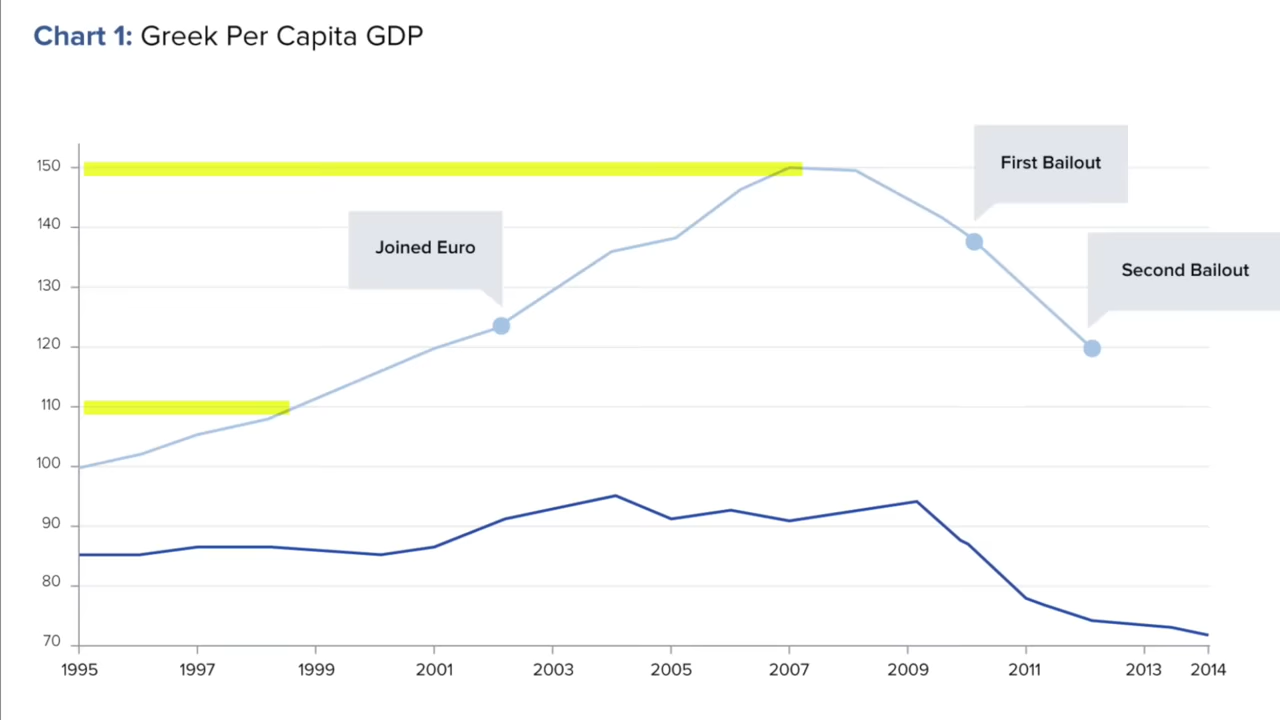 Chart 1: Greek Per Capita GDP
First Bailout
150
Joined Euro
140
Second Bailout
130
120
110
100
90
80
70
1995 1997 1999 2001 2003 2005 2007 2009 2011 2013 2014